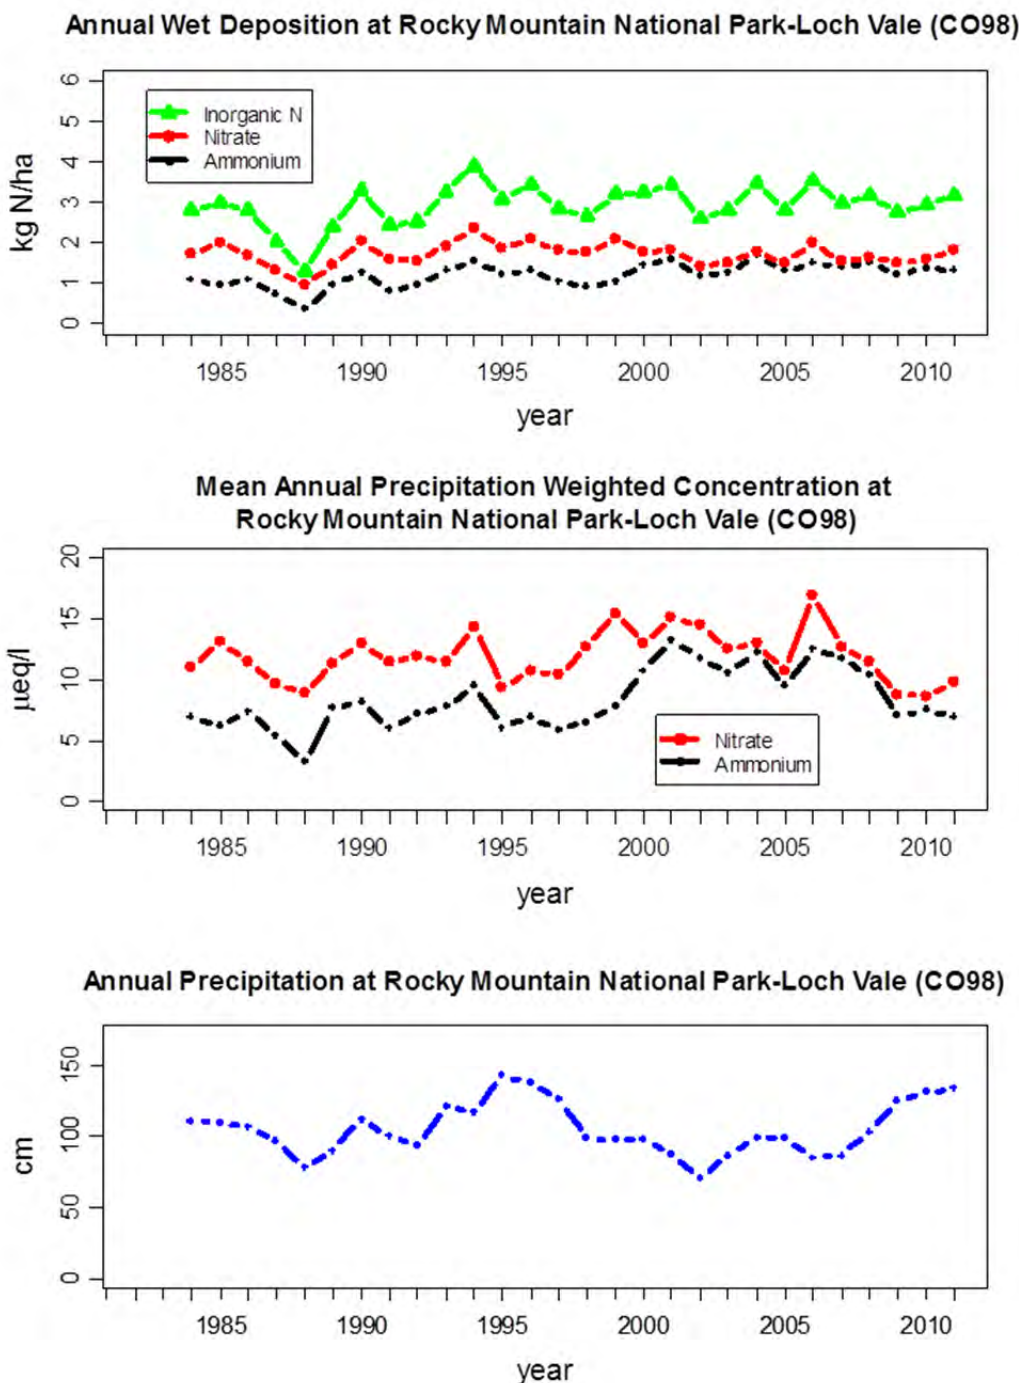 Annual Wet Deposition at Rocky Mountain National Park-Loch Vale (CO98)
6
5
4
3
2
1
0
kg N/ha
Inorganic N
Nitrate
Ammonium
1985 1990 1995 2000 2005 2010
year
Mean Annual Precipitation Weighted Concentration at
Rocky Mountain National Park-Loch Vale (CO98)
20
15
10
5
0
µeq/l
Nitrate
Ammonium
1985 1990 1995 2000 2005 2010
year
Annual Precipitation at Rocky Mountain National Park-Loch Vale (CO98)
150
100
50
0
cm
1985 1990 1995 2000 2005 2010
year